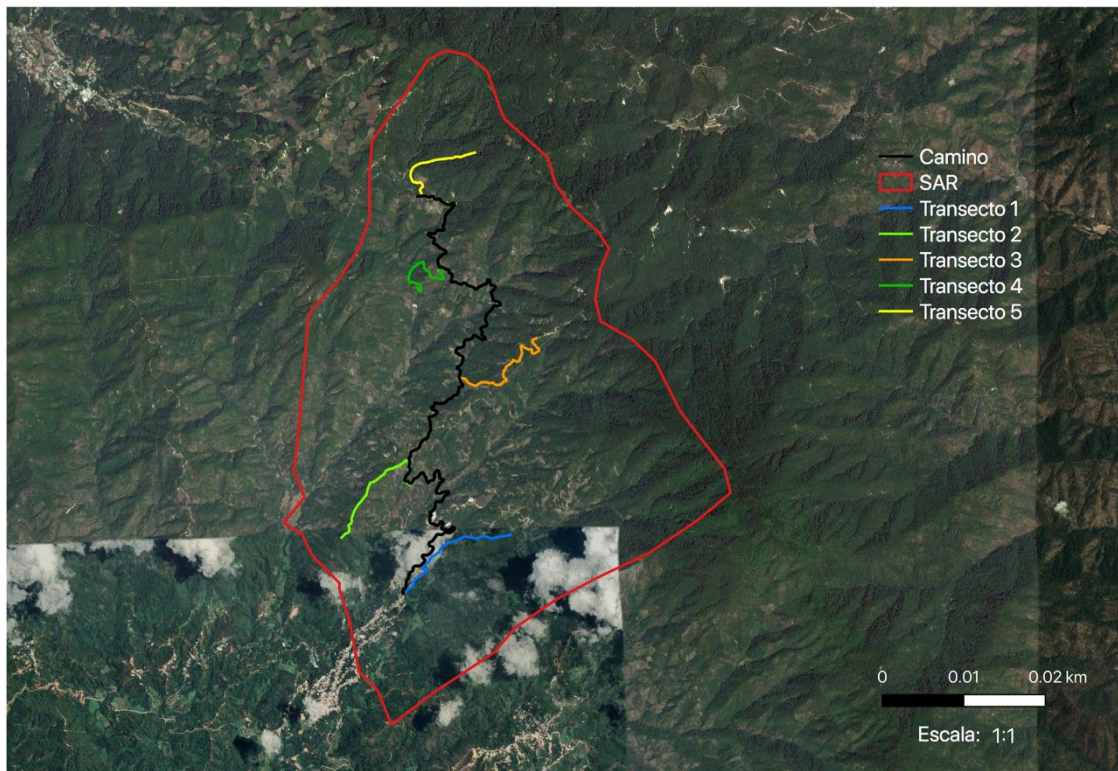 Camino
SAR
Transecto 1
Transecto 2
Transecto 3
Transecto 4
Transecto 5
0 0.01 0.02 km
Escala: 1:1